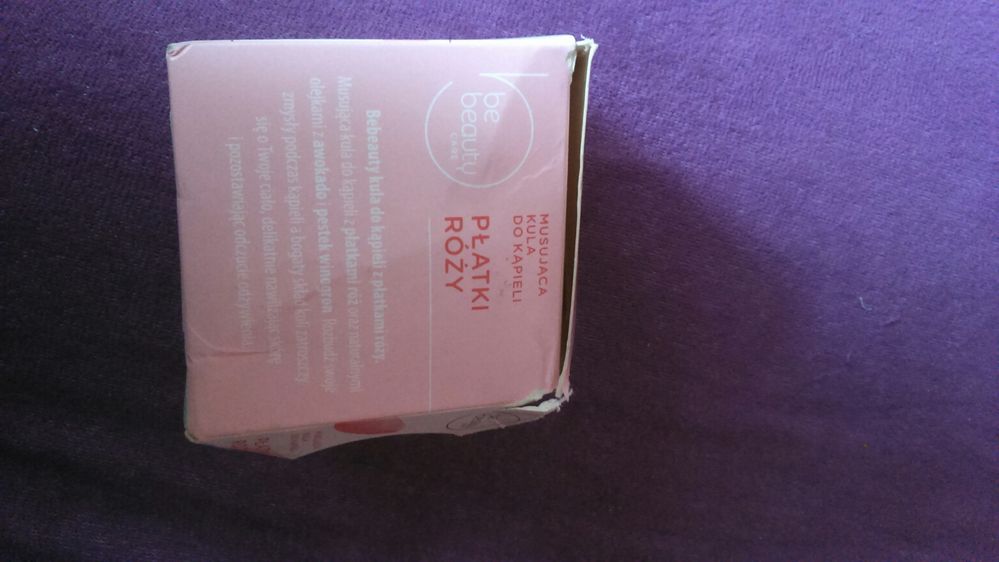 be
beauty
CARE
MUSUJĄCA
KULA
DO KĄPIELI
PŁATKI
RÓŻY
Bebeauty kula do kąpieli z płatkami róży.
Musująca kula do kąpieli z płatkami róż oraz naturalnymi
olejkami z awokado i pestek winogron. Rozbudź swoje
zmysły podczas kąpieli a bogaty skład kuli zatroszczy
się o Twoje ciało, delikatnie nawilżając skórę
i pozostawiając uczucie odżywienia.